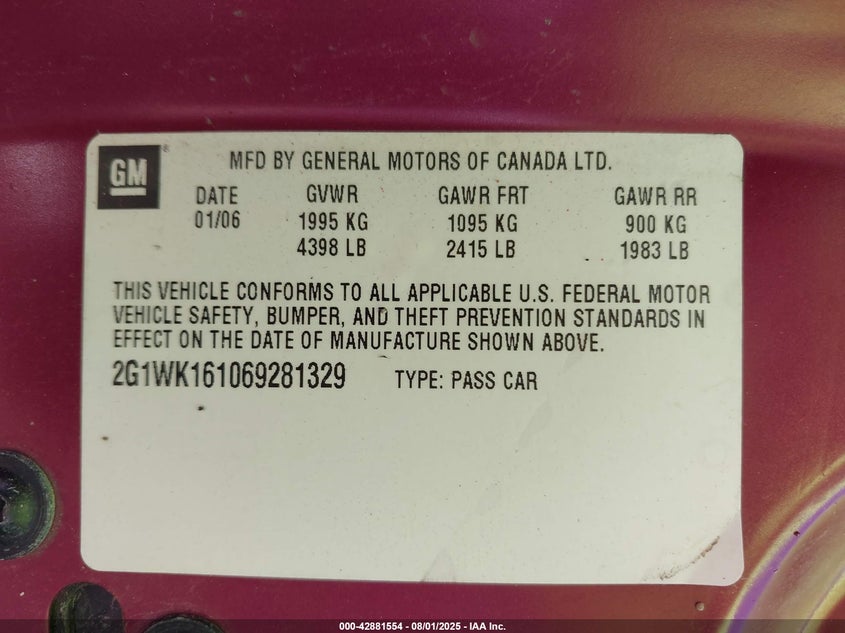 GM®
MFD BY GENERAL MOTORS OF CANADA LTD.
DATE GVWR GAWR FRT GAWR RR
01/06 1995 KG 1095 KG 900 KG
4398 LB 2415 LB 1983 LB
THIS VEHICLE CONFORMS TO ALL APPLICABLE U.S. FEDERAL MOTOR
VEHICLE SAFETY, BUMPER, AND THEFT PREVENTION STANDARDS IN
EFFECT ON THE DATE OF MANUFACTURE SHOWN ABOVE.
2G1WK161069281329 TYPE: PASS CAR
000-42881554 - 08/01/2025 - IAA Inc.